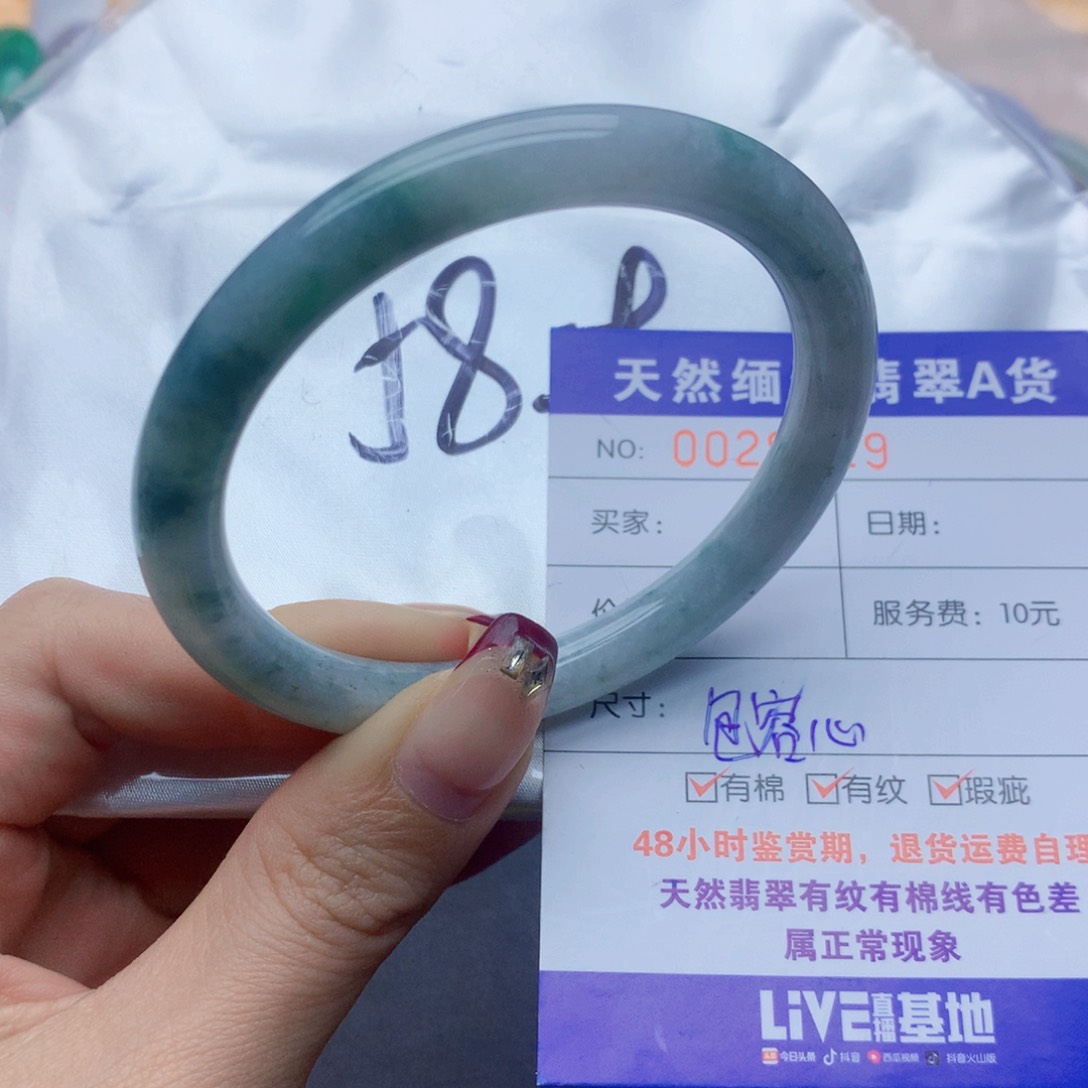 58.
天然缅 翡翠A货
NO: 002 19
买家： 日期：
价 服务费：10元
尺寸：包容心
有棉 有纹 瑕疵
48小时鉴赏期，退货运费自理
天然翡翠有纹有棉线有色差
属正常现象
LiVE直播基地
今日头条 抖音 西瓜视频 抖音火山版